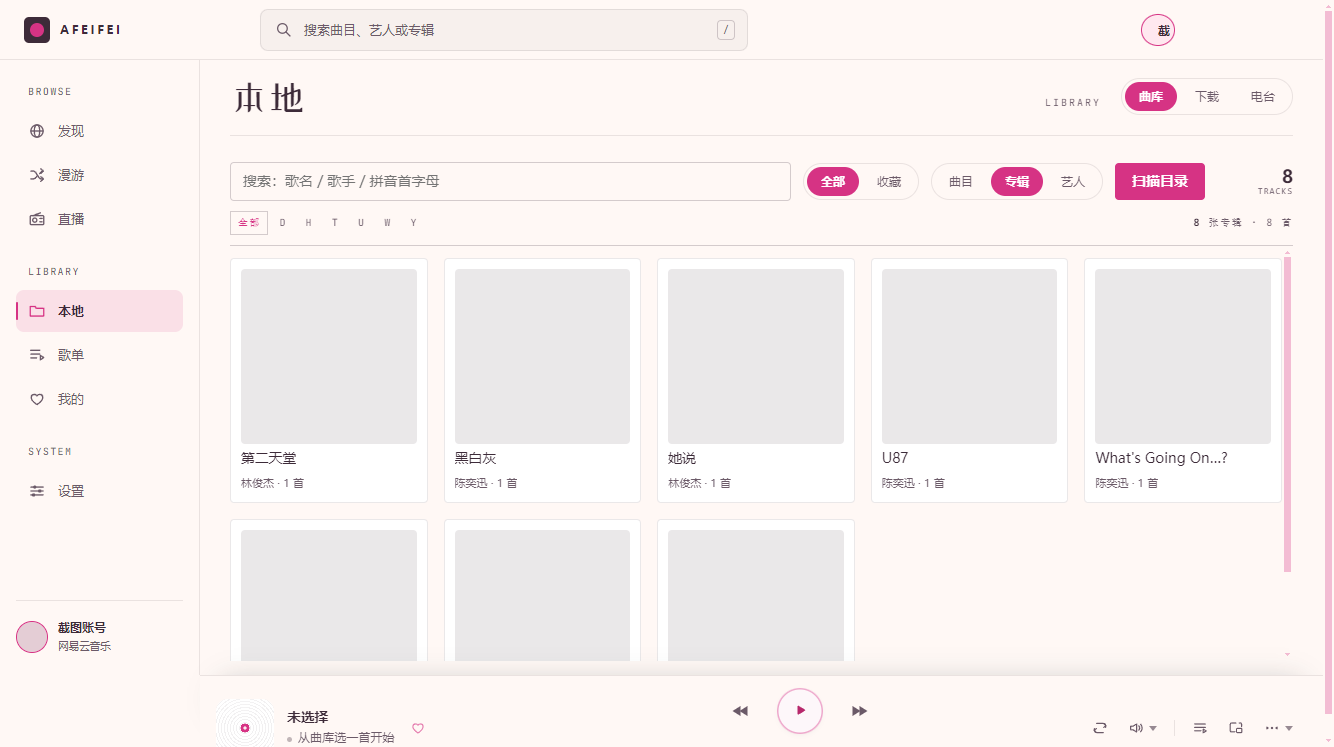 AFEIFEI
搜索曲目、艺人或专辑
/
截
BROWSE
发现
漫游
直播
LIBRARY
本地
歌单
我的
SYSTEM
设置
截图账号
网易云音乐
本地
LIBRARY
曲库 下载 电台
搜索：歌名 / 歌手 / 拼音首字母
全部 收藏
曲目 专辑 艺人
扫描目录
8
TRACKS
全部 D H T U W Y
8 张专辑 · 8 首
第二天堂
林俊杰 · 1 首
黑白灰
陈奕迅 · 1 首
她说
林俊杰 · 1 首
U87
陈奕迅 · 1 首
What's Going On...?
陈奕迅 · 1 首
未选择
从曲库选一首开始